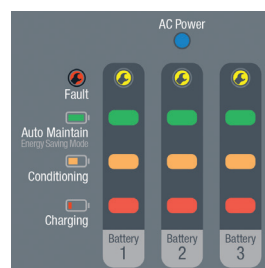 AC Power
Fault
Auto Maintain
Energy Saving Mode
Conditioning
Charging
Battery
1
Battery
2
Battery
3